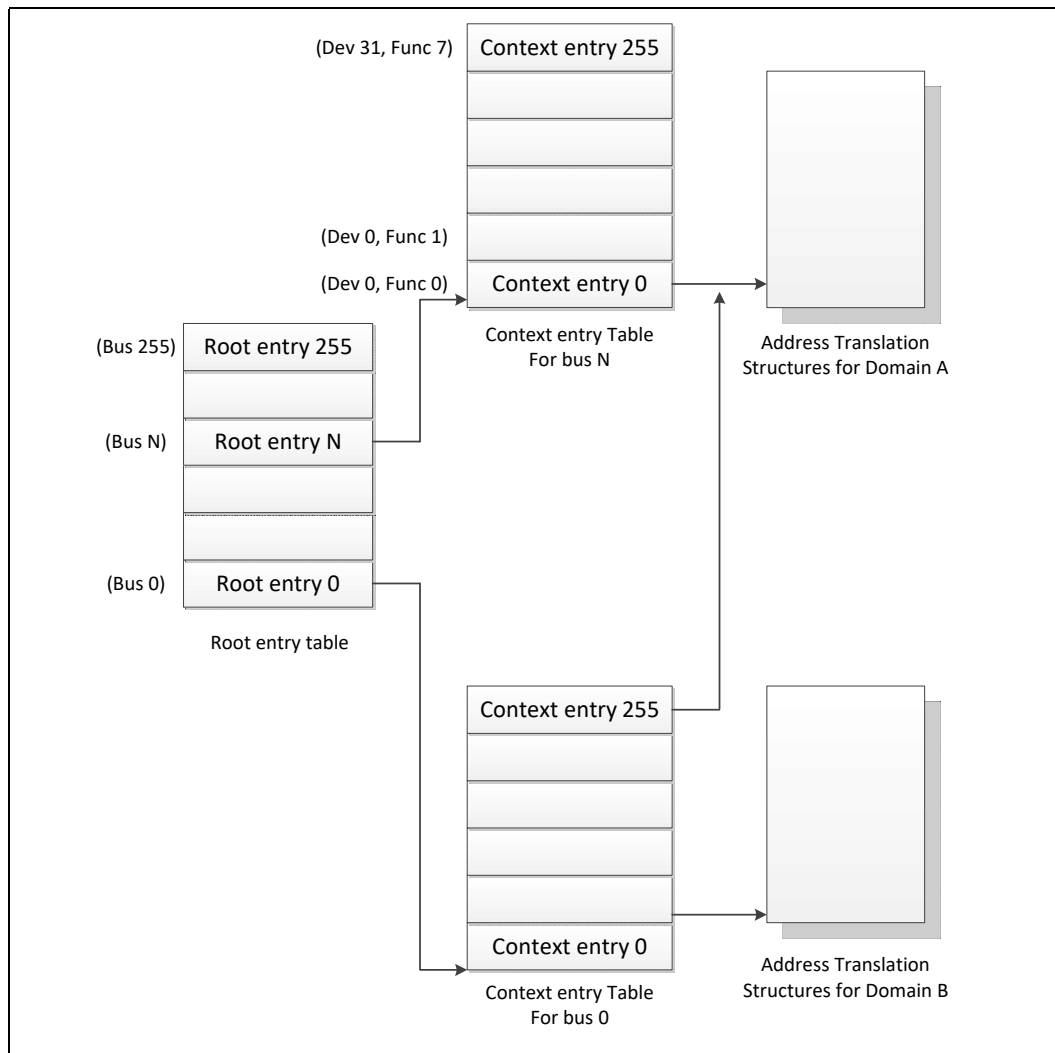 (Dev 31, Func 7)
Context entry 255
(Dev 0, Func 1)
(Dev 0, Func 0)
Context entry 0
Context entry Table
For bus N
Address Translation
Structures for Domain A
(Bus 255)
Root entry 255
(Bus N)
Root entry N
(Bus 0)
Root entry 0
Root entry table
Context entry 255
Context entry 0
Context entry Table
For bus 0
Address Translation
Structures for Domain B